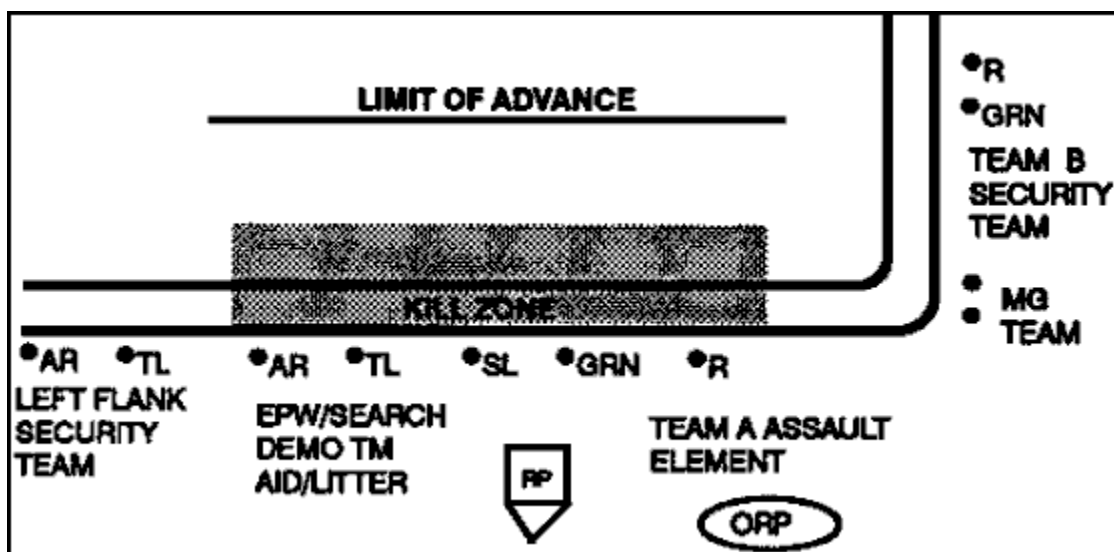 LIMIT OF ADVANCE
R
GRN
TEAM B
SECURITY
TEAM
KILL ZONE
MG
TEAM
AR
TL
AR
TL
SL
GRN
R
LEFT FLANK
SECURITY
TEAM
EPW/SEARCH
DEMO TM
AID/LITTER
TEAM A ASSAULT
ELEMENT
RP
ORP